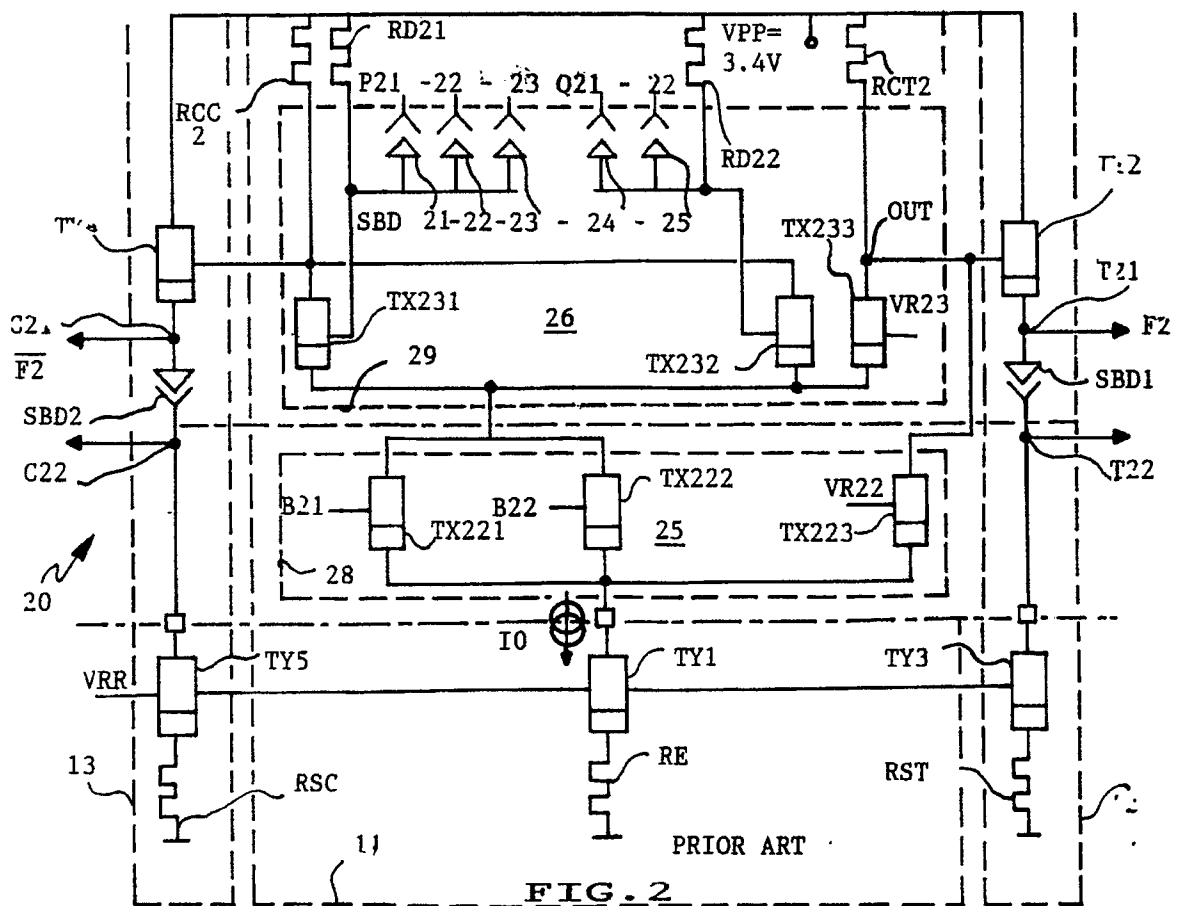 RD21
VPP=
3.4V
P21 -22 - 23 Q21 - 22
RCT2
RCC
2
RD22
SBD 21-22-23 - 24 - 25
TX233
OUT
T21
TX231
26
VR23
F2
F2
TX232
29
SBD2
SBD1
C22
T22
TX222
B21
B22
VR22
TX221
25
TX223
28
20
I0
TY5
TY1
TY3
VRR
13
RSC
RE
RST
PRIOR ART
11
FIG.2